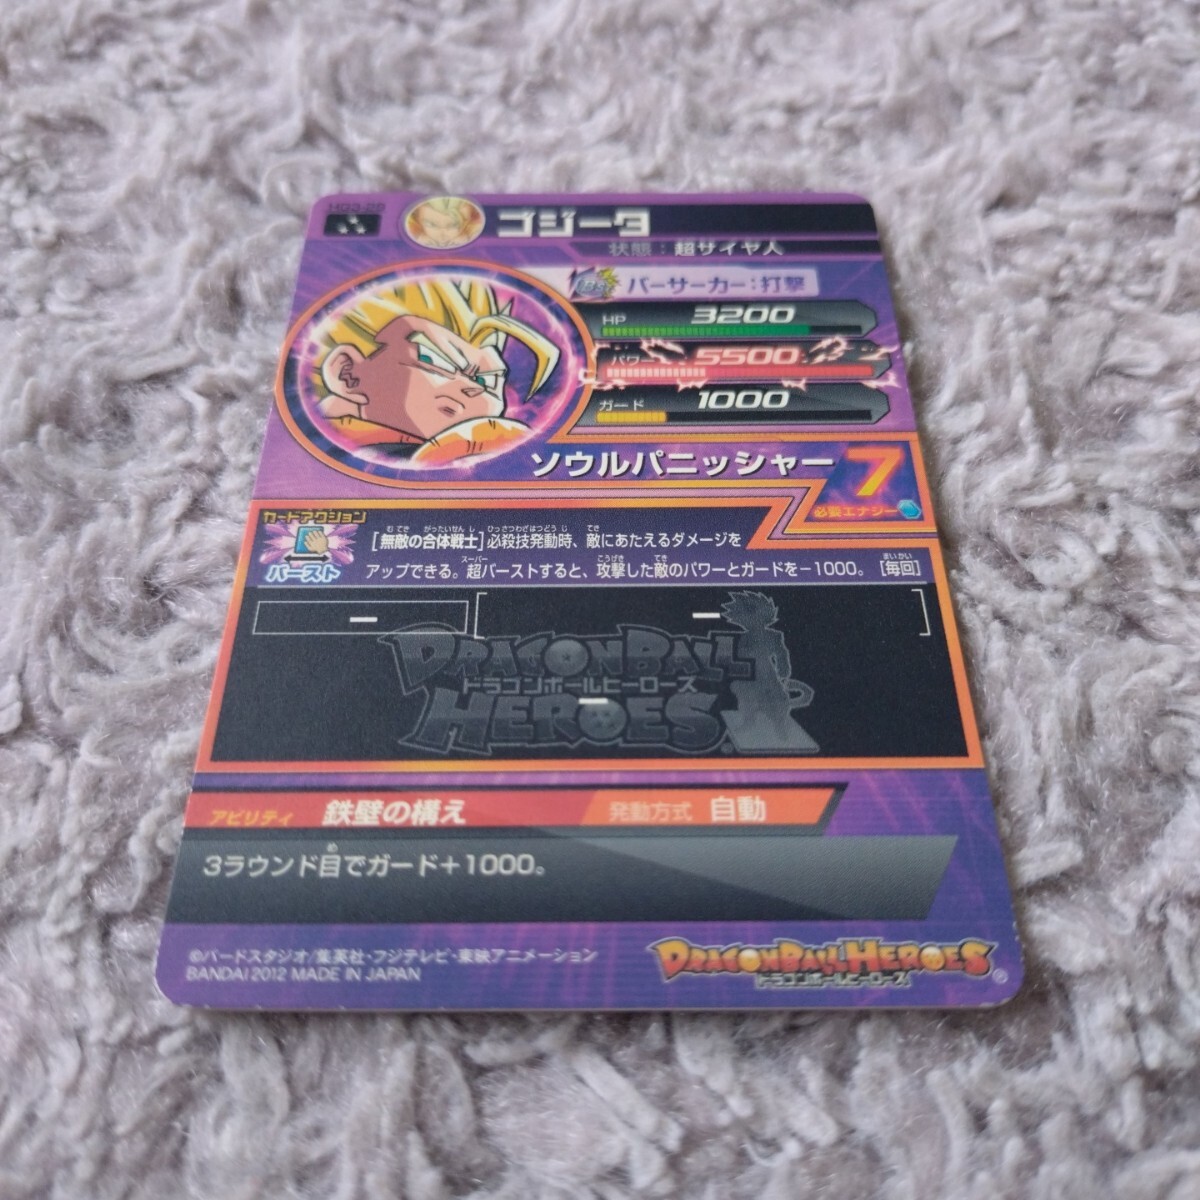 HG3-29
ゴジータ
状態：超サイヤ人
バーサーカー：打撃
HP 3200
パワー 5500
ガード 1000
ソウルパニッシャー 7
必要エナジー
カードアクション
バースト
[無敵の合体戦士]必殺技発動時、敵にあたえるダメージを
アップできる。超バーストすると、攻撃した敵のパワーとガードを－1000。[毎回]
DRAGON BALL
ドラゴンボールヒーローズ
HEROES
アビリティ 鉄壁の構え 発動方式 自動
3ラウンド目でガード+1000。
©バードスタジオ/集英社・フジテレビ・東映アニメーション
BANDAI 2012 MADE IN JAPAN
DRAGON BALL HEROES
ドラゴンボールヒーローズ